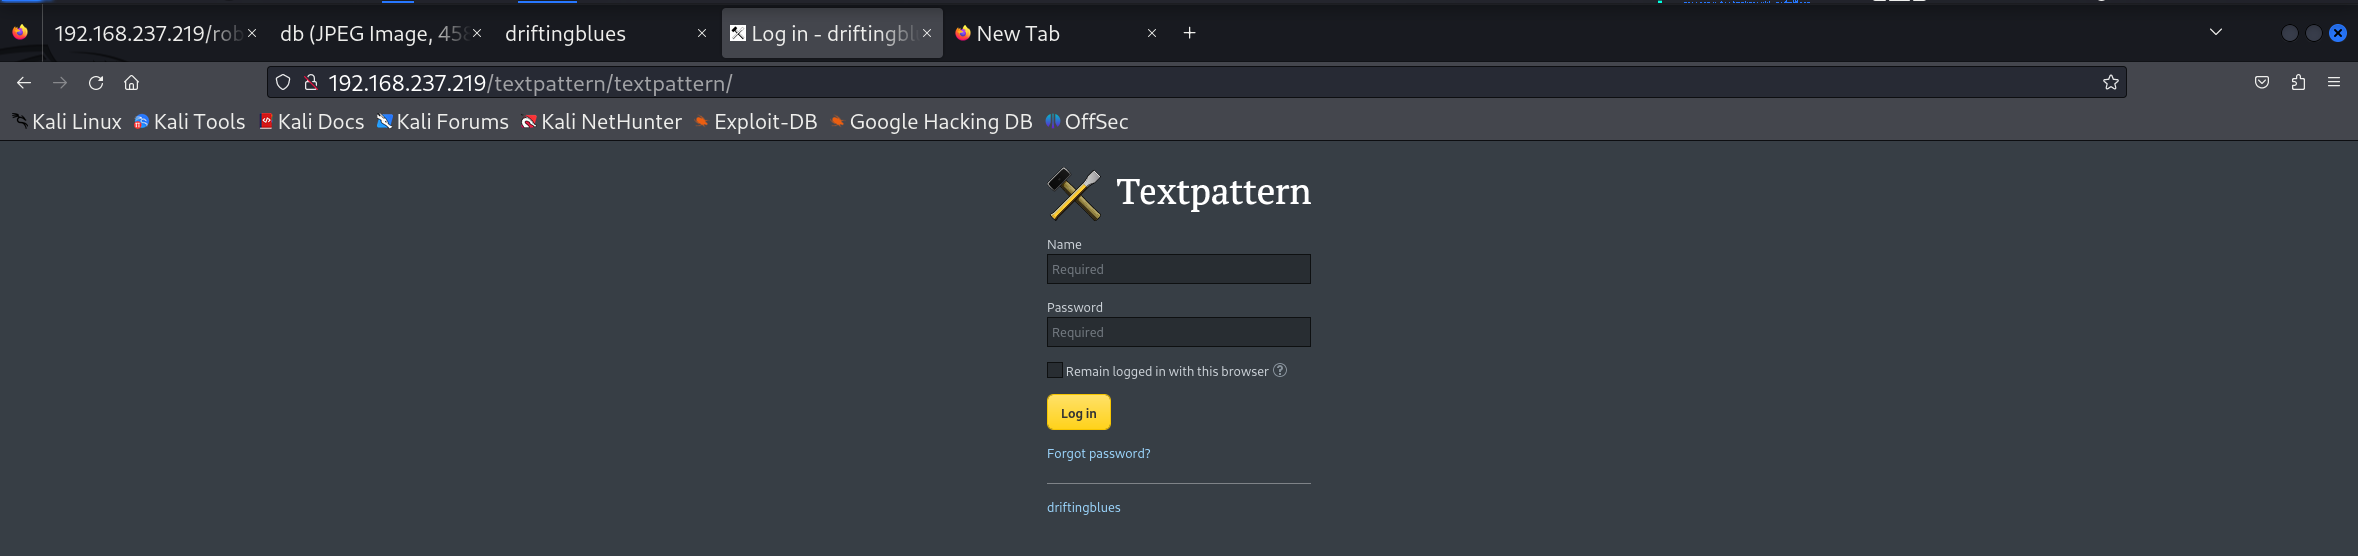 192.168.237.219/rob
db (JPEG Image, 458
driftingblues
Log in - driftingbl
New Tab
192.168.237.219/textpattern/textpattern/
Kali Linux Kali Tools Kali Docs Kali Forums Kali NetHunter Exploit-DB Google Hacking DB OffSec
Textpattern
Name
Required
Password
Required
Remain logged in with this browser ?
Log in
Forgot password?
driftingblues